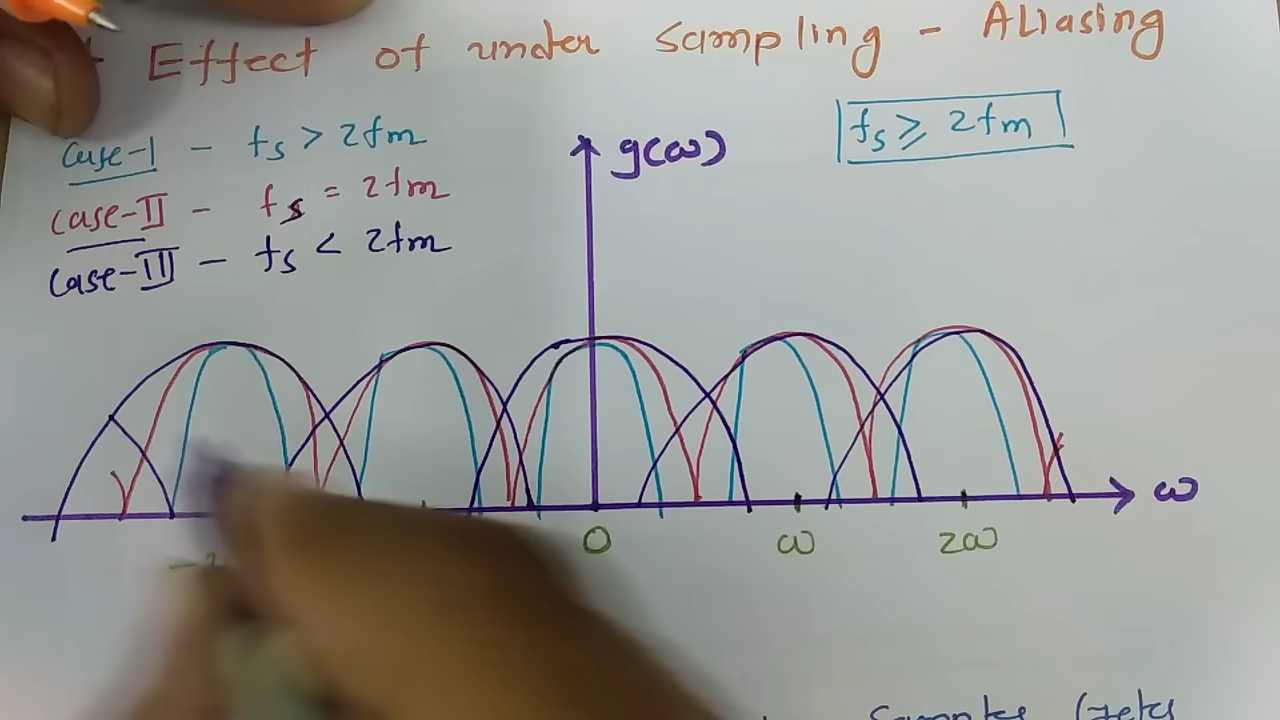 Effect of under Sampling - Aliasing
Case-I - fs > 2fm
fs ≥ 2fm
g(ω)
Case-II - fs = 2fm
Case-III - fs < 2fm
ω
-2
0
ω
2ω